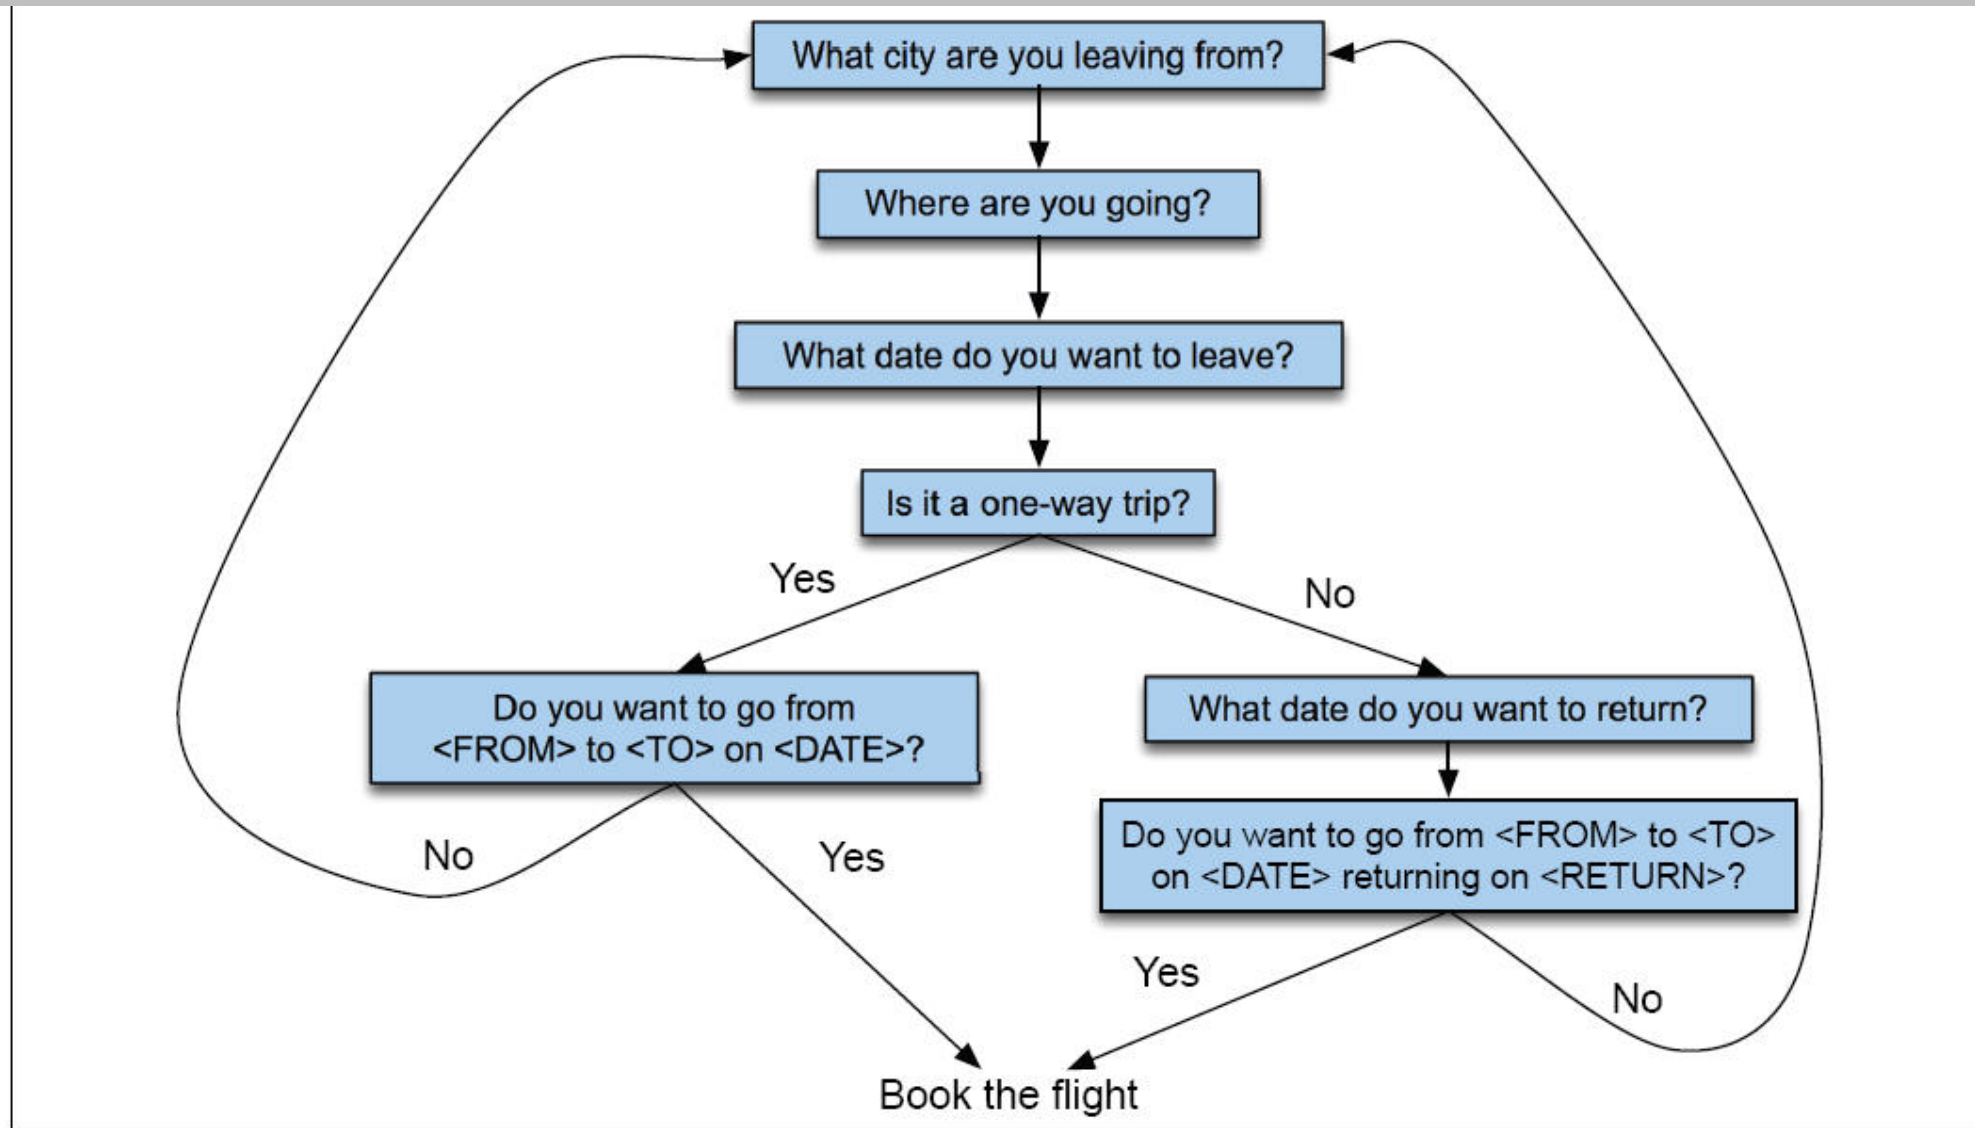 What city are you leaving from?
Where are you going?
What date do you want to leave?
Is it a one-way trip?
Yes
No
Do you want to go from
<FROM> to <TO> on <DATE>?
What date do you want to return?
Do you want to go from <FROM> to <TO>
on <DATE> returning on <RETURN>?
No
Yes
Yes
No
Book the flight